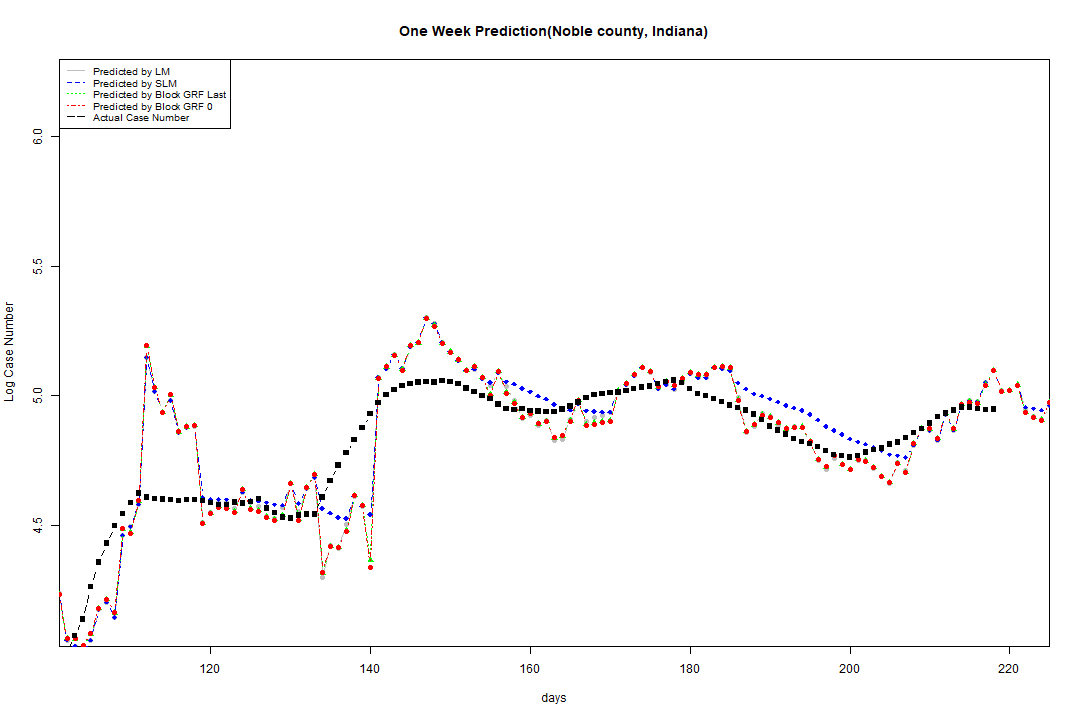 One Week Prediction(Noble county, Indiana)
Predicted by LM
Predicted by SLM
Predicted by Block GRF Last
Predicted by Block GRF 0
Actual Case Number
6.0
5.5
5.0
4.5
Log Case Number
120 140 160 180 200 220
days